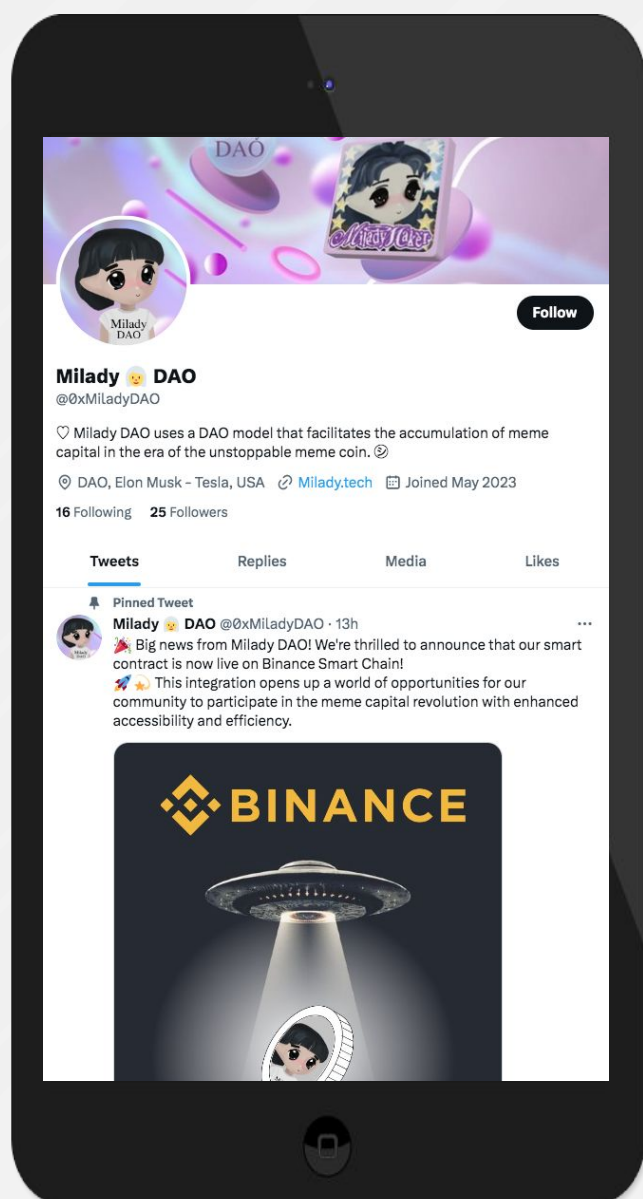 DAO
Milady Maker
Milady
DAO
Follow
Milady 👰 DAO
@0xMiLadyDAO
♡ Milady DAO uses a DAO model that facilitates the accumulation of meme
capital in the era of the unstoppable meme coin. ㋛
DAO, Elon Musk - Tesla, USA Milady.tech Joined May 2023
16 Following 25 Followers
Tweets Replies Media Likes
Pinned Tweet
Milady 👰 DAO @0xMiLadyDAO · 13h ...
🎉 Big news from Milady DAO! We're thrilled to announce that our smart
contract is now live on Binance Smart Chain!
🚀 💫 This integration opens up a world of opportunities for our
community to participate in the meme capital revolution with enhanced
accessibility and efficiency.
BINANCE